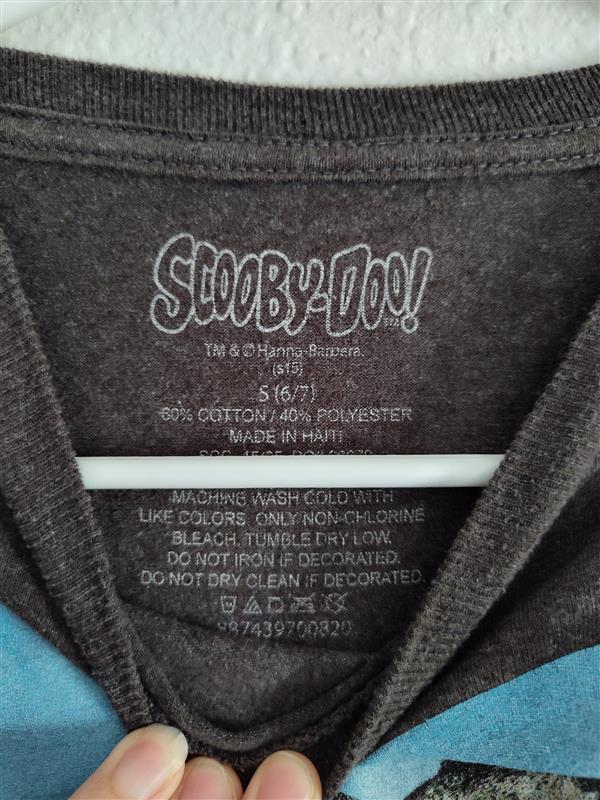 SCOOBY-DOO!
TM & © Hanna-Barbera.
(s15)
S (6/7)
60% COTTON / 40% POLYESTER
MADE IN HAITI
MACHINE WASH COLD WITH
LIKE COLORS. ONLY NON-CHLORINE
BLEACH. TUMBLE DRY LOW.
DO NOT IRON IF DECORATED.
DO NOT DRY CLEAN IF DECORATED.
887439700820